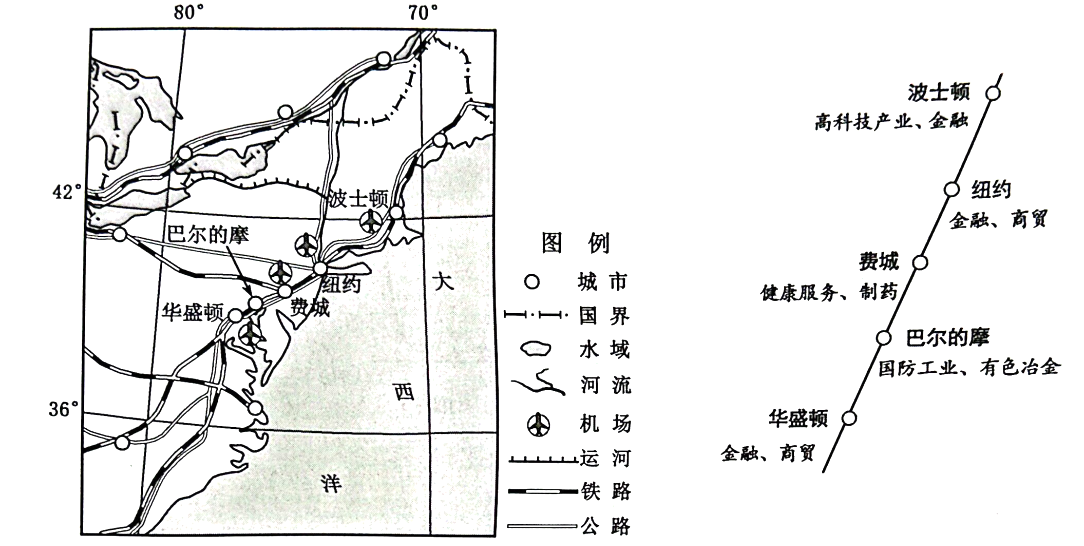 80° 70°
42°
36°
波士顿
巴尔的摩
纽约
费城
华盛顿
大
西
洋
图例
城市
国界
水域
河流
机场
运河
铁路
公路
波士顿
高科技产业、金融
纽约
金融、商贸
费城
健康服务、制药
巴尔的摩
国防工业、有色冶金
华盛顿
金融、商贸